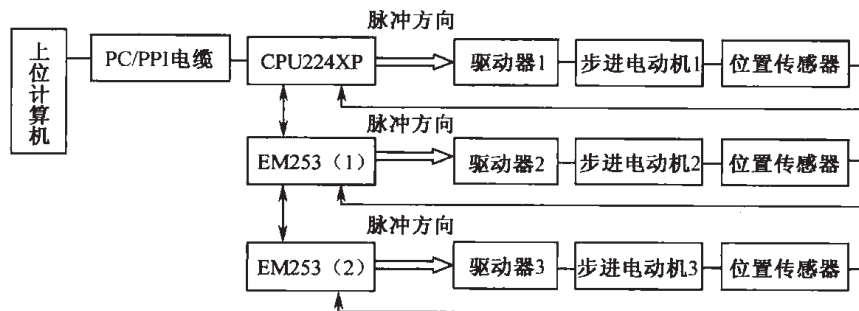 上位计算机
PC/PPI电缆
CPU224XP
脉冲方向
驱动器1
步进电动机1
位置传感器
EM253（1）
脉冲方向
驱动器2
步进电动机2
位置传感器
EM253（2）
脉冲方向
驱动器3
步进电动机3
位置传感器